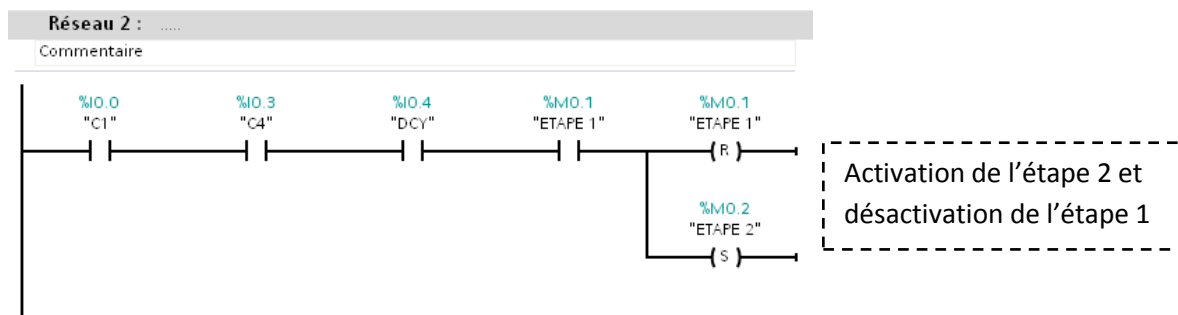 Réseau 2 : .....
Commentaire
%I0.0 %I0.3 %I0.4 %M0.1 %M0.1
"C1" "C4" "DCY" "ETAPE 1" "ETAPE 1"
R
Activation de l'étape 2 et
désactivation de l'étape 1
%M0.2
"ETAPE 2"
S